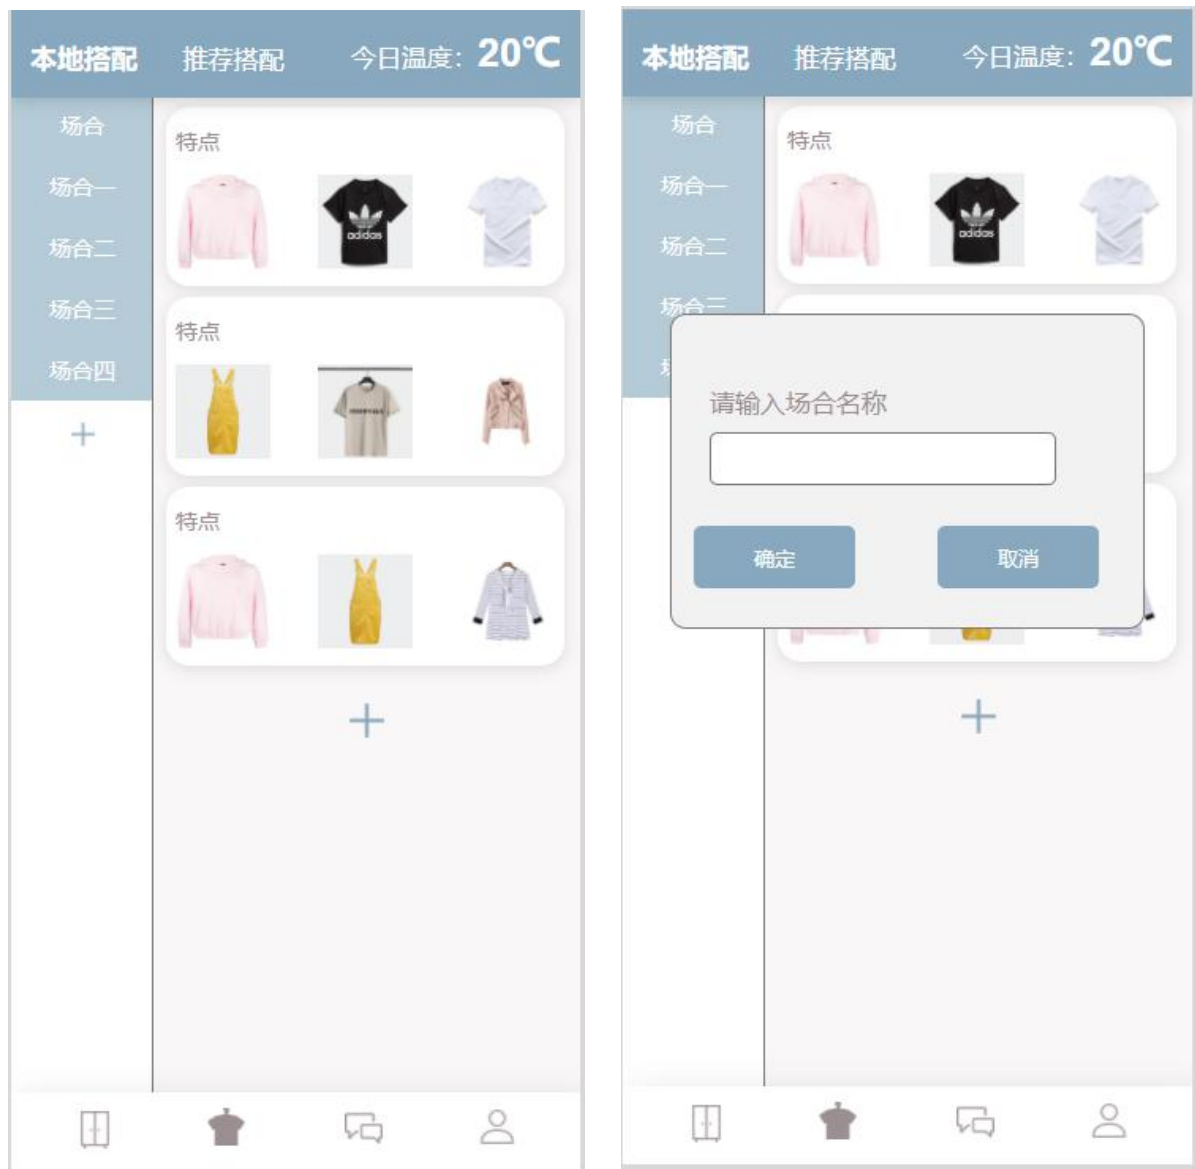 本地搭配 推荐搭配 今日温度：20℃
场合
场合一
场合二
场合三
场合四
特点
adidas
特点
特点
本地搭配 推荐搭配 今日温度：20℃
场合
场合一
场合二
场合三
特点
adidas
请输入场合名称
确定 取消